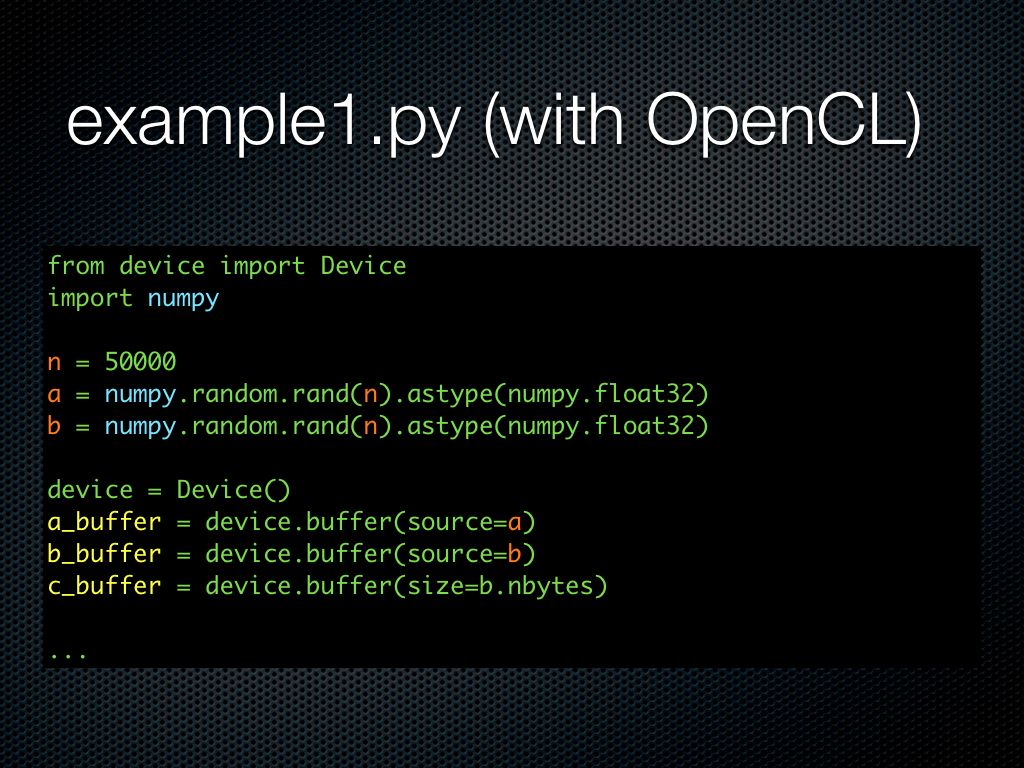 example1.py (with OpenCL)
from device import Device
import numpy
n = 50000
a = numpy.random.rand(n).astype(numpy.float32)
b = numpy.random.rand(n).astype(numpy.float32)
device = Device()
a_buffer = device.buffer(source=a)
b_buffer = device.buffer(source=b)
c_buffer = device.buffer(size=b.nbytes)
...